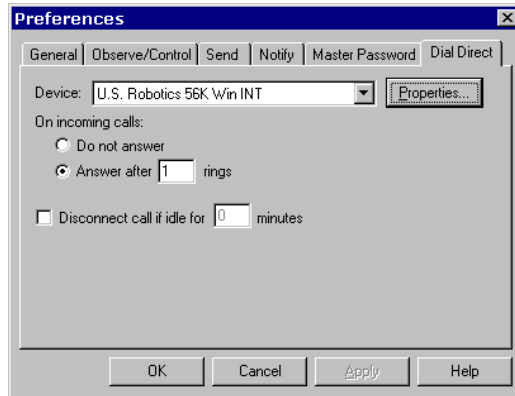 Preferences
General Observe/Control Send Notify Master Password Dial Direct
Device: U.S. Robotics 56K Win INT Properties...
On incoming calls:
Do not answer
Answer after 1 rings
Disconnect call if idle for 0 minutes
OK Cancel Apply Help